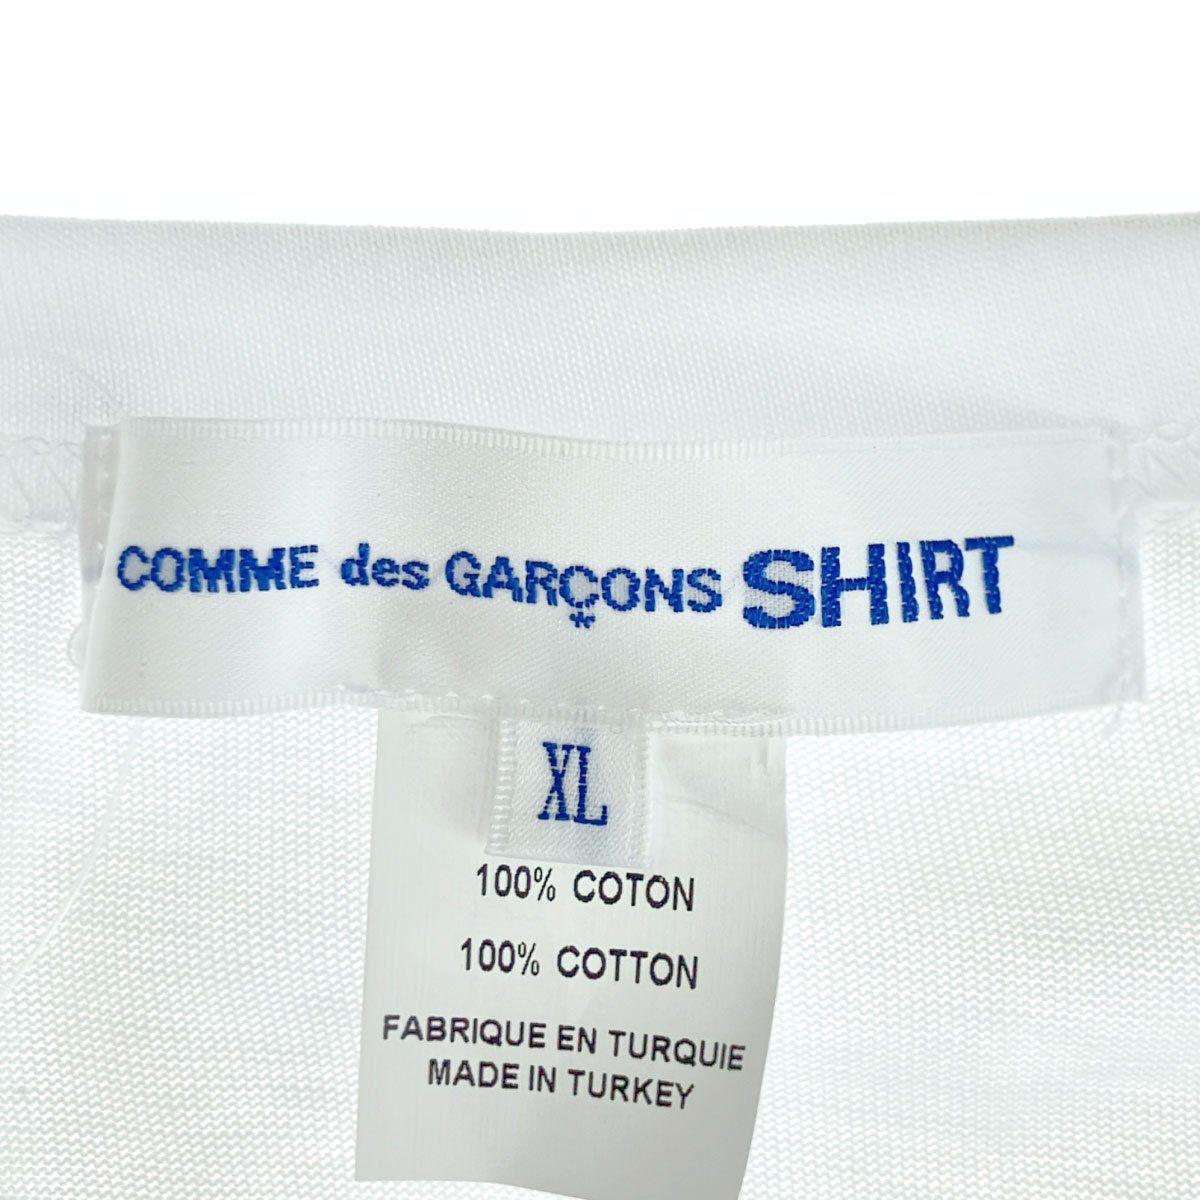 COMME des GARÇONS SHIRT
XL
100% COTON
100% COTTON
FABRIQUE EN TURQUIE
MADE IN TURKEY